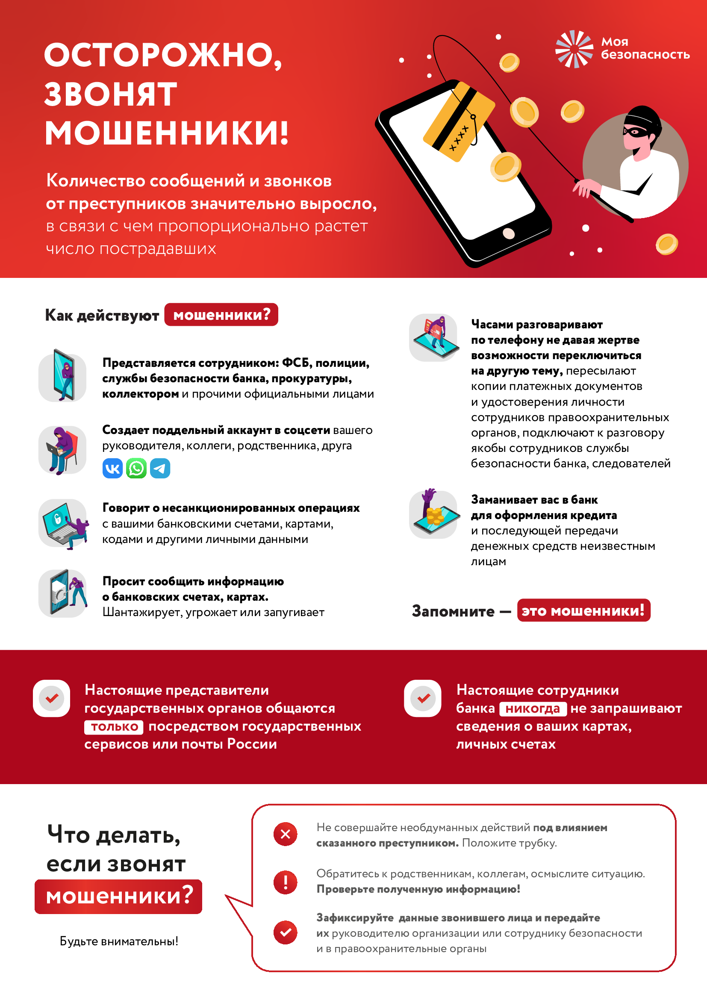 ОСТОРОЖНО,
ЗВОНЯТ
МОШЕННИКИ!
Моя
безопасность
Количество сообщений и звонков
от преступников значительно выросло,
в связи с чем пропорционально растет
число пострадавших
Как действуют мошенники?
Представляется сотрудником: ФСБ, полиции,
службы безопасности банка, прокуратуры,
коллектором и прочими официальными лицами
Создает поддельный аккаунт в соцсети вашего
руководителя, коллеги, родственника, друга
Говорит о несанкционированных операциях
с вашими банковскими счетами, картами,
кодами и другими личными данными
Просит сообщить информацию
о банковских счетах, картах.
Шантажирует, угрожает или запугивает
Часами разговаривают
по телефону не давая жертве
возможности переключиться
на другую тему, пересылают
копии платежных документов
и удостоверения личности
сотрудников правоохранительных
органов, подключают к разговору
якобы сотрудников службы
безопасности банка, следователей
Заманивает вас в банк
для оформления кредита
и последующей передачи
денежных средств неизвестным
лицам
Запомните — это мошенники!
Настоящие представители
государственных органов общаются
только посредством государственных
сервисов или почты России
Настоящие сотрудники
банка никогда не запрашивают
сведения о ваших картах,
личных счетах
Что делать,
если звонят
мошенники?
Будьте внимательны!
Не совершайте необдуманных действий под влиянием
сказанного преступником. Положите трубку.
Обратитесь к родственникам, коллегам, осмыслите ситуацию.
Проверьте полученную информацию!
Зафиксируйте данные звонившего лица и передайте
их руководителю организации или сотруднику безопасности
и в правоохранительные органы